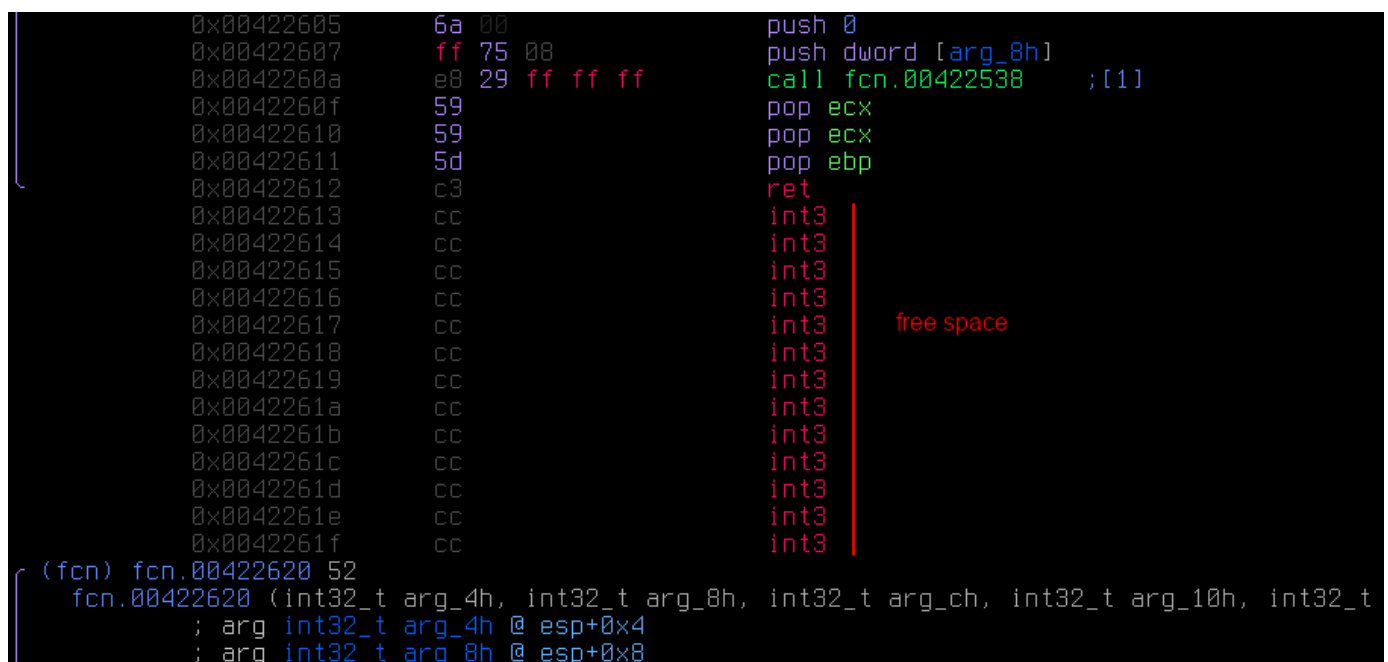 0x00422605 6a 00 push 0
0x00422607 ff 75 08 push dword [arg_8h]
0x0042260a e8 29 ff ff ff call fcn.00422538 ;[1]
0x0042260f 59 pop ecx
0x00422610 59 pop ecx
0x00422611 5d pop ebp
0x00422612 c3 ret
0x00422613 cc int3
0x00422614 cc int3
0x00422615 cc int3
0x00422616 cc int3
0x00422617 cc int3 free space
0x00422618 cc int3
0x00422619 cc int3
0x0042261a cc int3
0x0042261b cc int3
0x0042261c cc int3
0x0042261d cc int3
0x0042261e cc int3
0x0042261f cc int3
(fcn) fcn.00422620 52
fcn.00422620 (int32_t arg_4h, int32_t arg_8h, int32_t arg_ch, int32_t arg_10h, int32_t
; arg int32_t arg_4h @ esp+0x4
; arg int32_t arg_8h @ esp+0x8